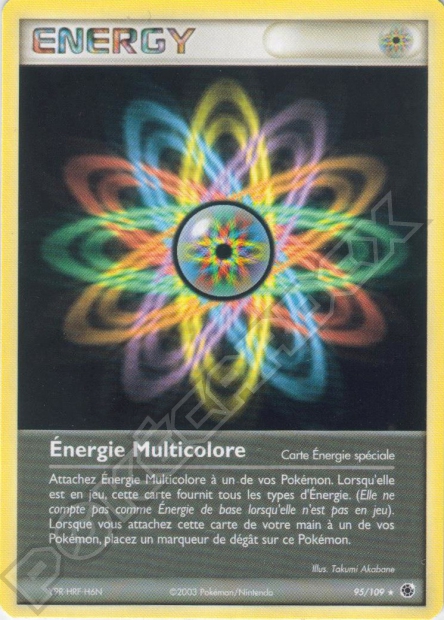 ENERGY
Énergie Multicolore
Carte Énergie spéciale
Attachez Énergie Multicolore à un de vos Pokémon. Lorsqu'elle
est en jeu, cette carte fournit tous les types d'Énergie. (Elle ne
compte pas comme Énergie de base lorsqu'elle n'est pas en jeu).
Lorsque vous attachez cette carte de votre main à un de vos
Pokémon, placez un marqueur de dégât sur ce Pokémon.
Illus. Takumi Akabane
©2003 Pokémon/Nintendo
95/109 ★